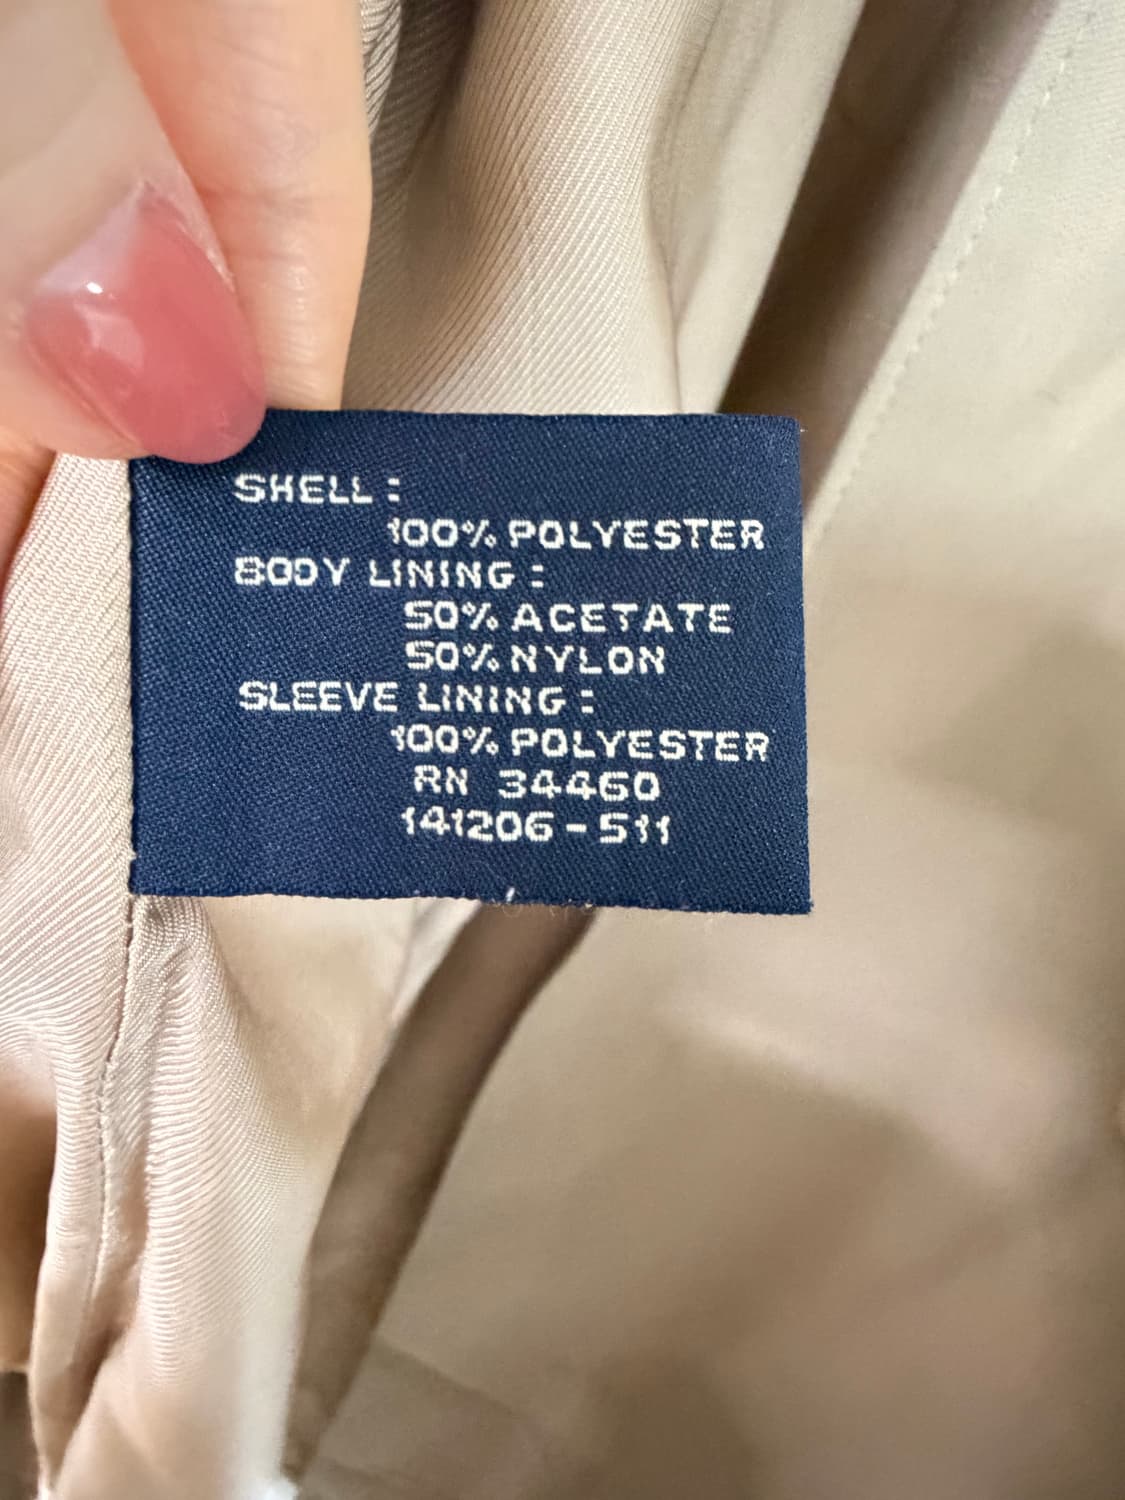 SHELL:
100% POLYESTER
BODY LINING:
50% ACETATE
50% NYLON
SLEEVE LINING:
100% POLYESTER
RN 34460
141206-511